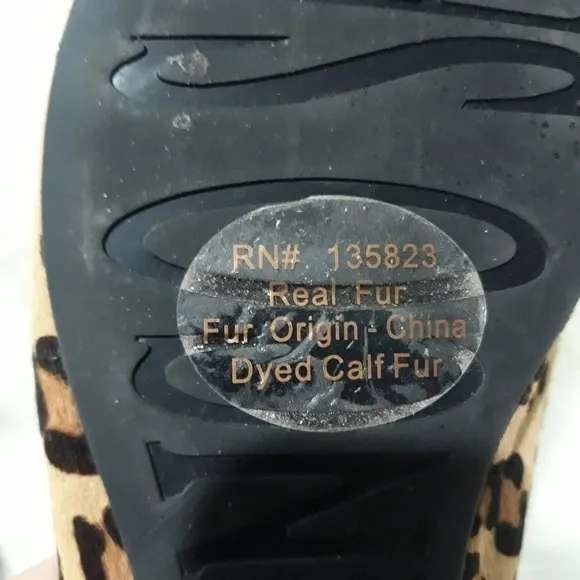 RN# 135823
Real Fur
Fur Origin - China
Dyed Calf Fur